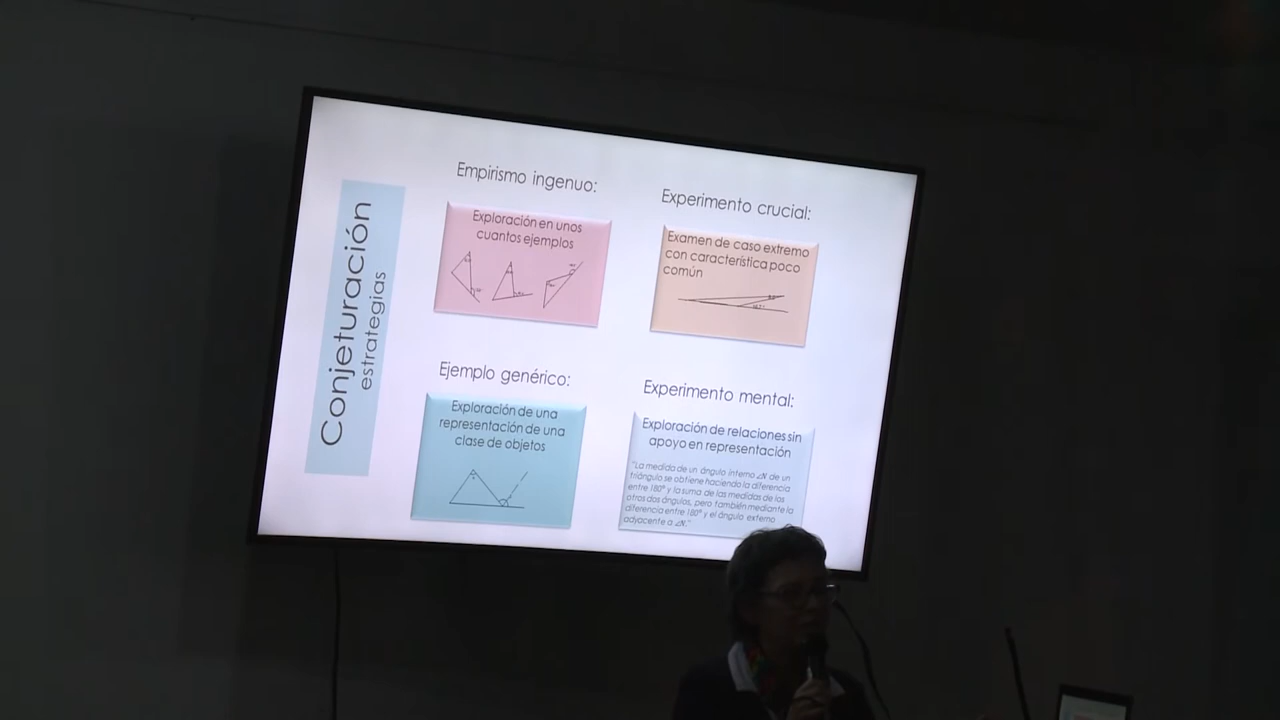 Conjeturación
estrategias
Empirismo ingenuo:
Exploración en unos
cuantos ejemplos
Experimento crucial:
Examen de caso extremo
con característica poco
común
Ejemplo genérico:
Exploración de una
representación de una
clase de objetos
Experimento mental:
Exploración de relaciones sin
apoyo en representación
"La medida de un ángulo interno ∠N de un
triángulo se obtiene haciendo la diferencia
entre 180° y la suma de las medidas de los
otros dos ángulos, pero también mediante la
diferencia entre 180° y el ángulo externo
adyacente a ∠N."